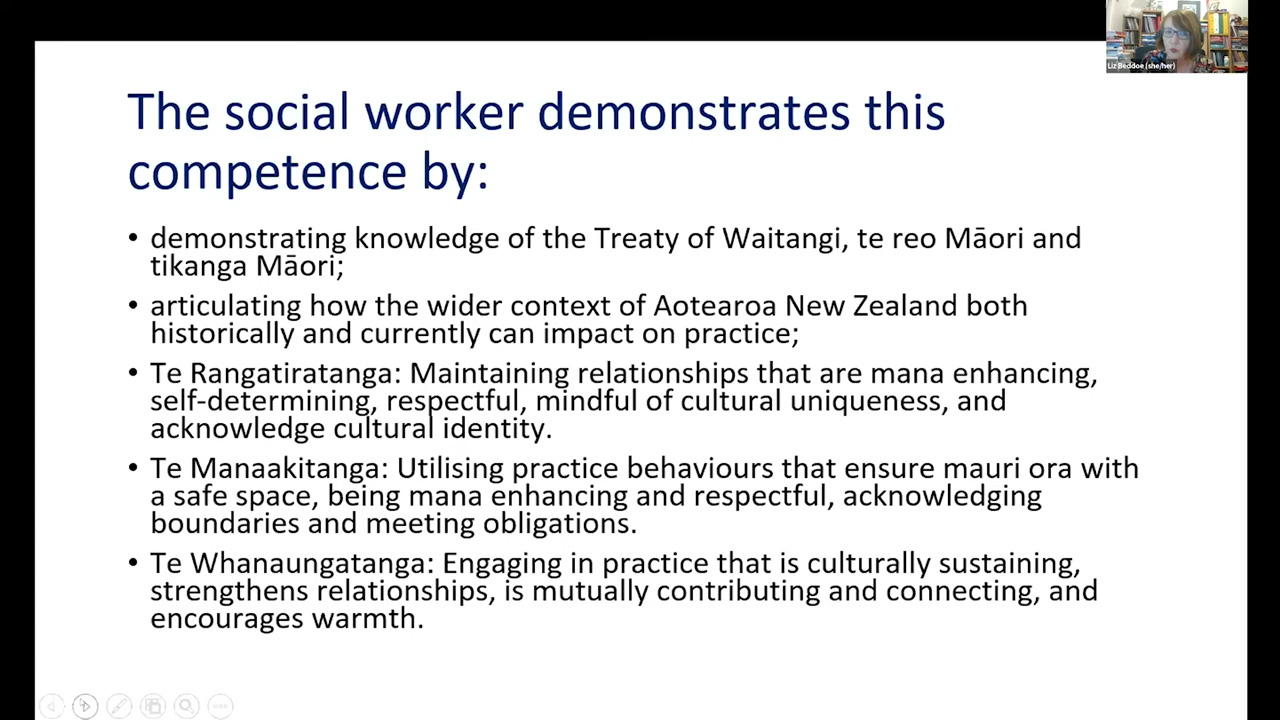 Liz Beddoe (she/her)
The social worker demonstrates this
competence by:
• demonstrating knowledge of the Treaty of Waitangi, te reo Māori and
tikanga Māori;
• articulating how the wider context of Aotearoa New Zealand both
historically and currently can impact on practice;
• Te Rangatiratanga: Maintaining relationships that are mana enhancing,
self-determining, respectful, mindful of cultural uniqueness, and
acknowledge cultural identity.
• Te Manaakitanga: Utilising practice behaviours that ensure mauri ora with
a safe space, being mana enhancing and respectful, acknowledging
boundaries and meeting obligations.
• Te Whanaungatanga: Engaging in practice that is culturally sustaining,
strengthens relationships, is mutually contributing and connecting, and
encourages warmth.